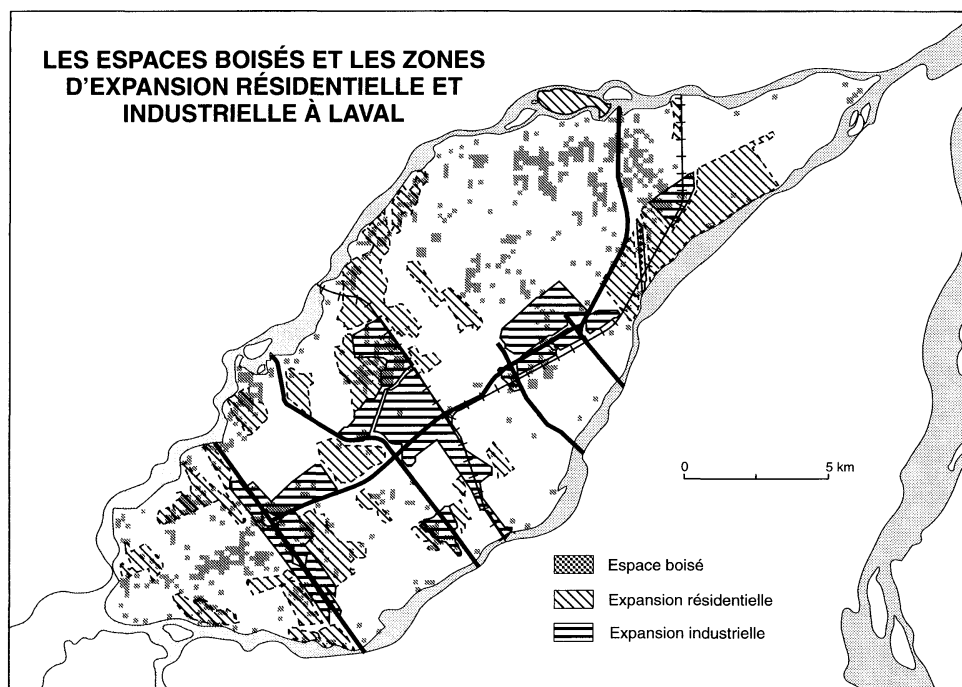 LES ESPACES BOISÉS ET LES ZONES
D'EXPANSION RÉSIDENTIELLE ET
INDUSTRIELLE À LAVAL
0 5 km
Espace boisé
Expansion résidentielle
Expansion industrielle